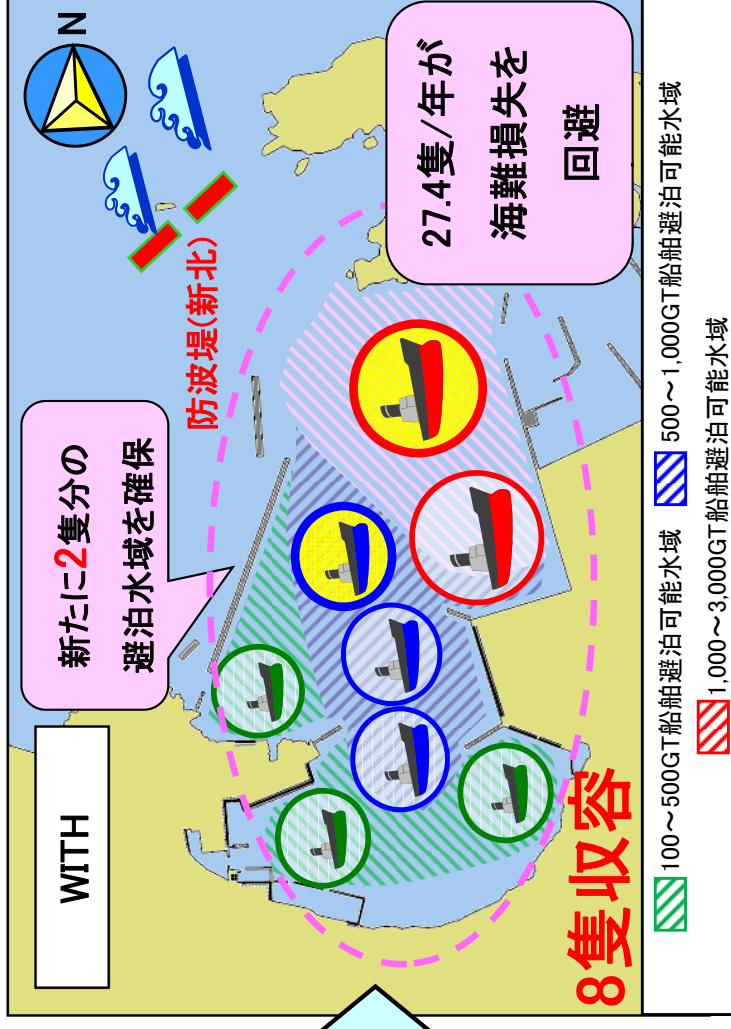 WITH
新たに2隻分の
避泊水域を確保
防波堤(新北)
N
27.4隻/年が
海難損失を
回避
8隻収容
100～500GT船舶避泊可能水域
500～1,000GT船舶避泊可能水域
1,000～3,000GT船舶避泊可能水域